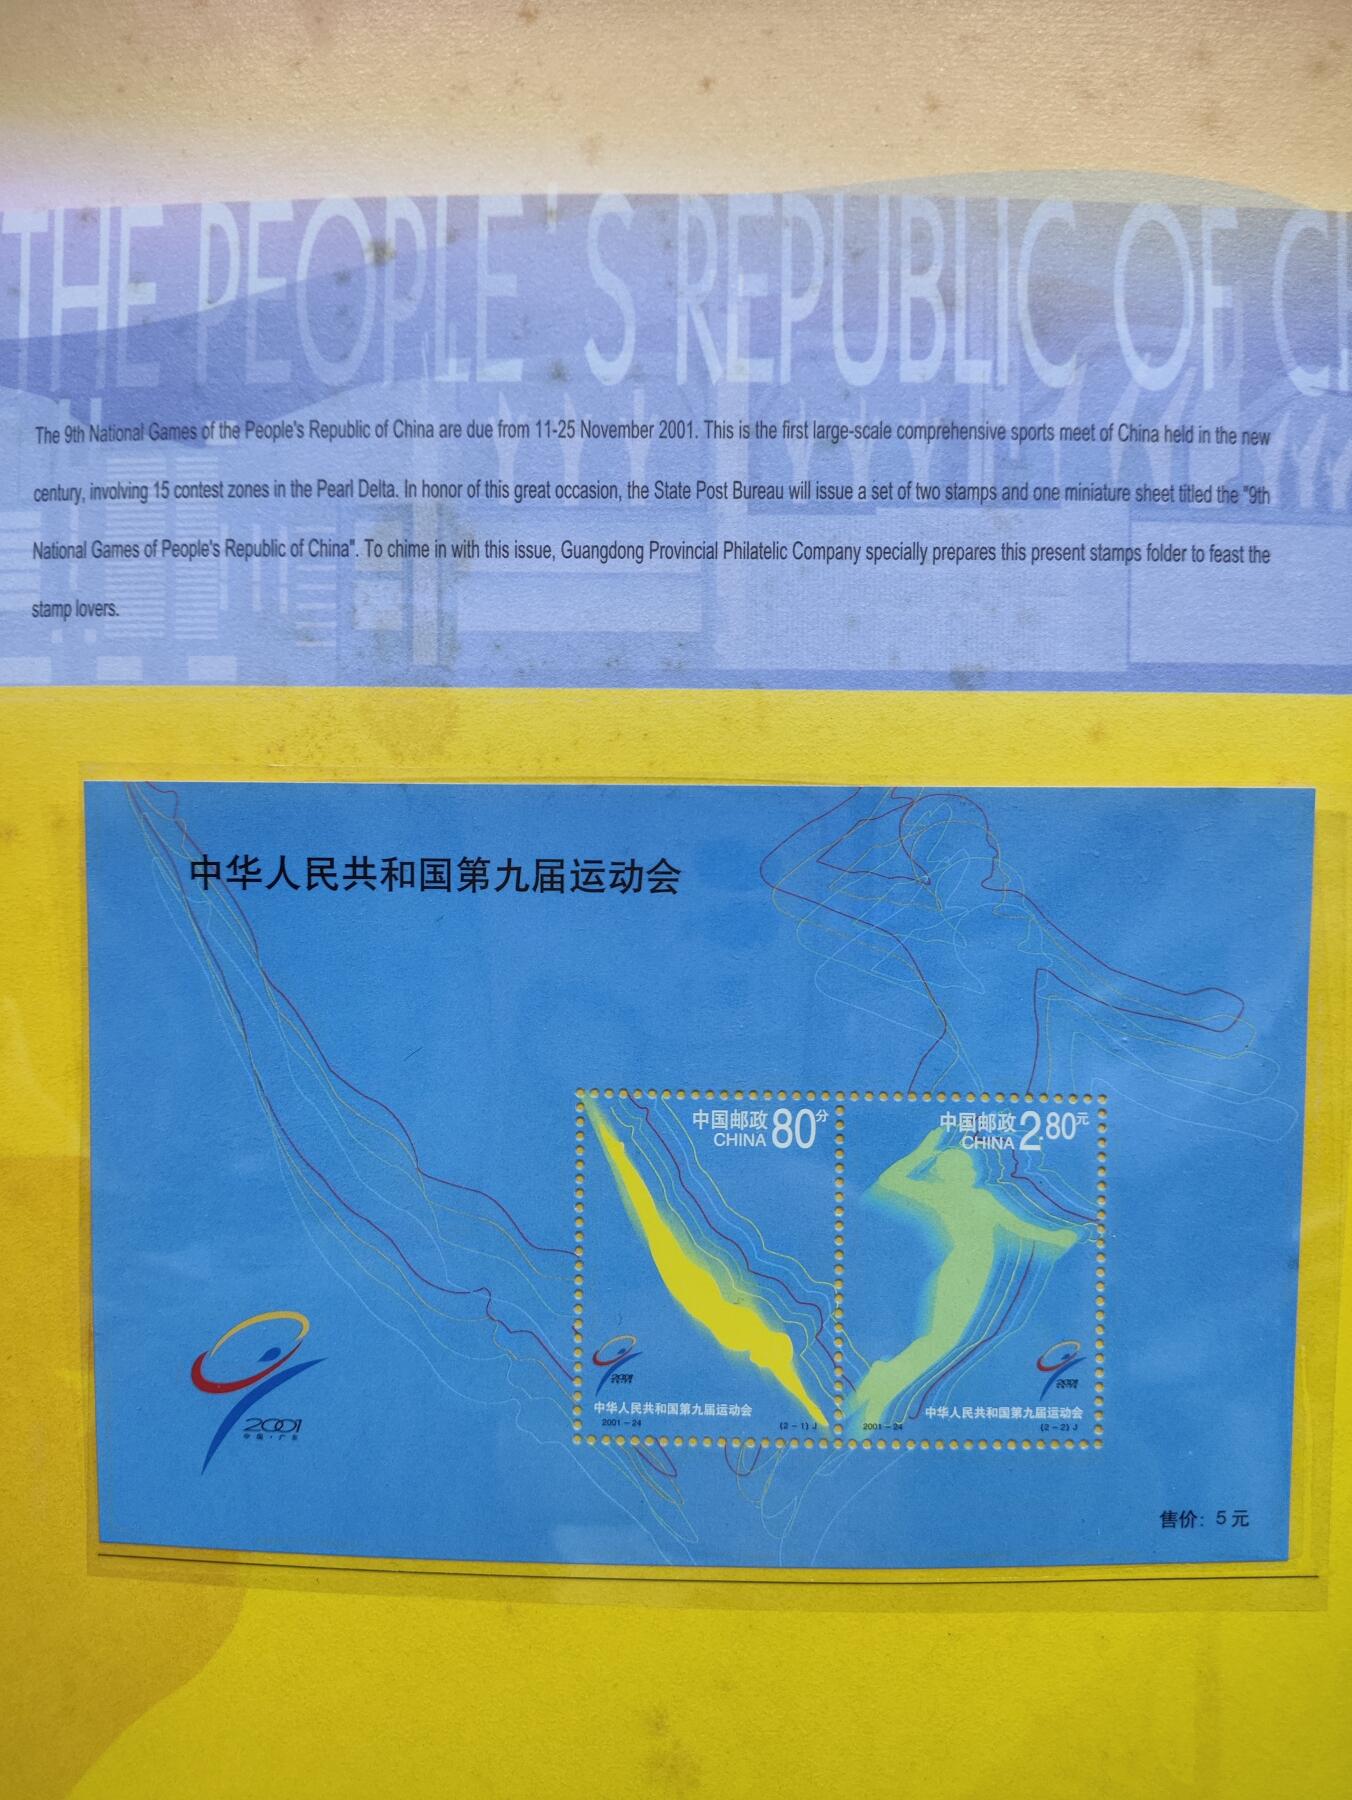 THE PEOPLE'S REPUBLIC OF CH
The 9th National Games of the People's Republic of China are due from 11-25 November 2001. This is the first large-scale comprehensive sports meet of China held in the new
century, involving 15 contest zones in the Pearl Delta. In honor of this great occasion, the State Post Bureau will issue a set of two stamps and one miniature sheet titled the "9th
National Games of People's Republic of China". To chime in with this issue, Guangdong Provincial Philatelic Company specially prepares this present stamps folder to feast the
stamp lovers.
中华人民共和国第九届运动会
中国邮政 80分
CHINA
2001
中华人民共和国第九届运动会
2001-24 (2-1) J
中国邮政 2.80元
CHINA
2001
中华人民共和国第九届运动会
2001-24 (2-2) J
2001
中国·广东
售价: 5元